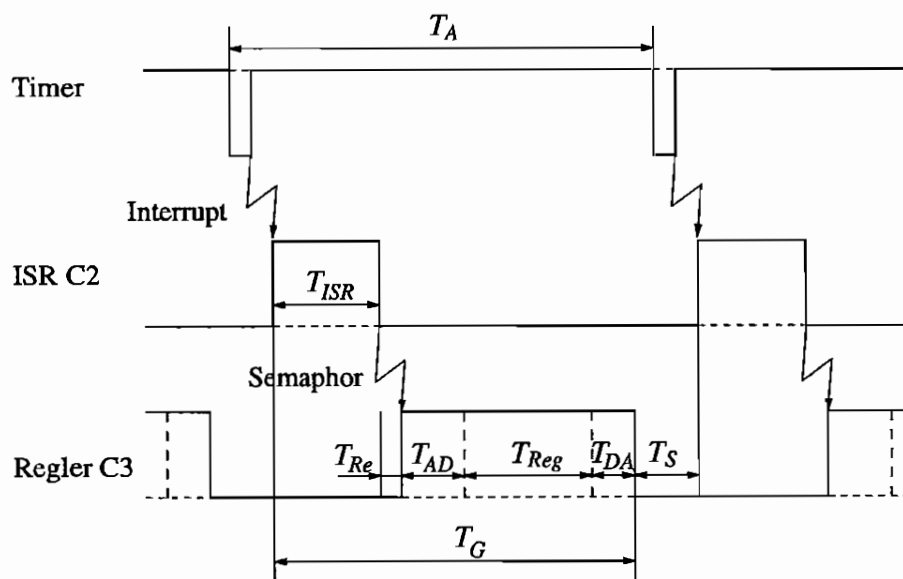 T_A
Timer
Interrupt
ISR C2
T_ISR
Semaphor
Regler C3
T_Re T_AD T_Reg T_DA T_S
T_G